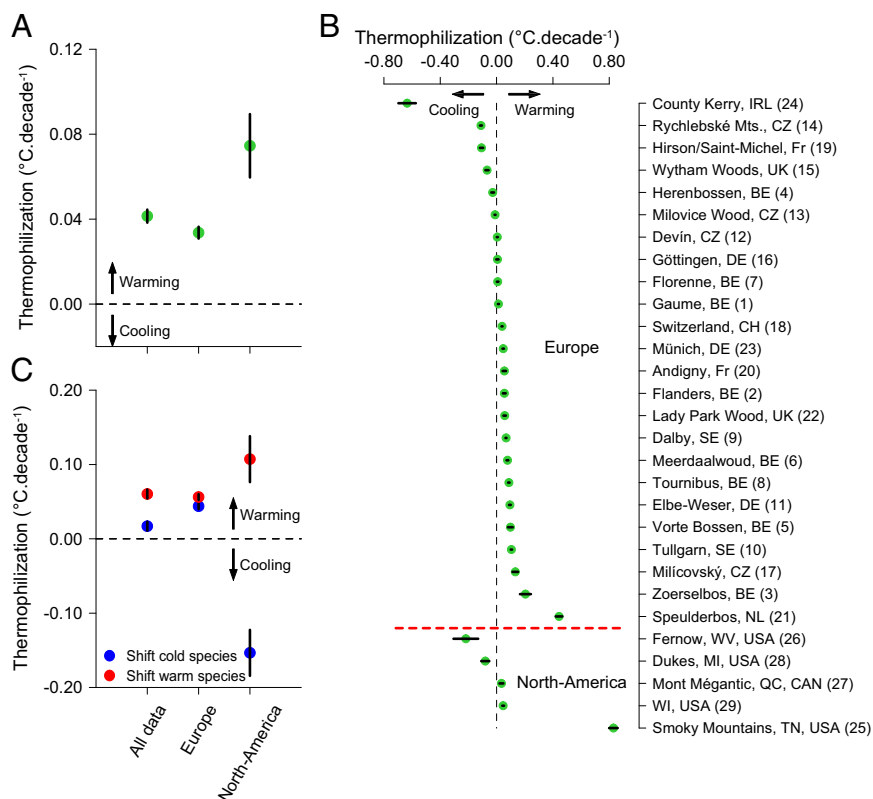 A
Thermophilization (°C.decade-1)
0.12
0.08
0.04
0.00
Warming
Cooling
C
Thermophilization (°C.decade-1)
0.20
0.10
0.00
-0.10
-0.20
Warming
Cooling
Shift cold species
Shift warm species
All data
Europe
North-America
B
Thermophilization (°C.decade-1)
-0.80 -0.40 0.00 0.40 0.80
Cooling Warming
County Kerry, IRL (24)
Rychlebské Mts., CZ (14)
Hirson/Saint-Michel, Fr (19)
Wytham Woods, UK (15)
Herenbossen, BE (4)
Milovice Wood, CZ (13)
Devín, CZ (12)
Göttingen, DE (16)
Florenne, BE (7)
Gaume, BE (1)
Switzerland, CH (18)
Europe
Münich, DE (23)
Andigny, Fr (20)
Flanders, BE (2)
Lady Park Wood, UK (22)
Dalby, SE (9)
Meerdaalwoud, BE (6)
Tournibus, BE (8)
Elbe-Weser, DE (11)
Vorte Bossen, BE (5)
Tullgarn, SE (10)
Milícovský, CZ (17)
Zoerselbos, BE (3)
Speulderbos, NL (21)
Fernow, WV, USA (26)
Dukes, MI, USA (28)
North-America
Mont Mégantic, QC, CAN (27)
WI, USA (29)
Smoky Mountains, TN, USA (25)